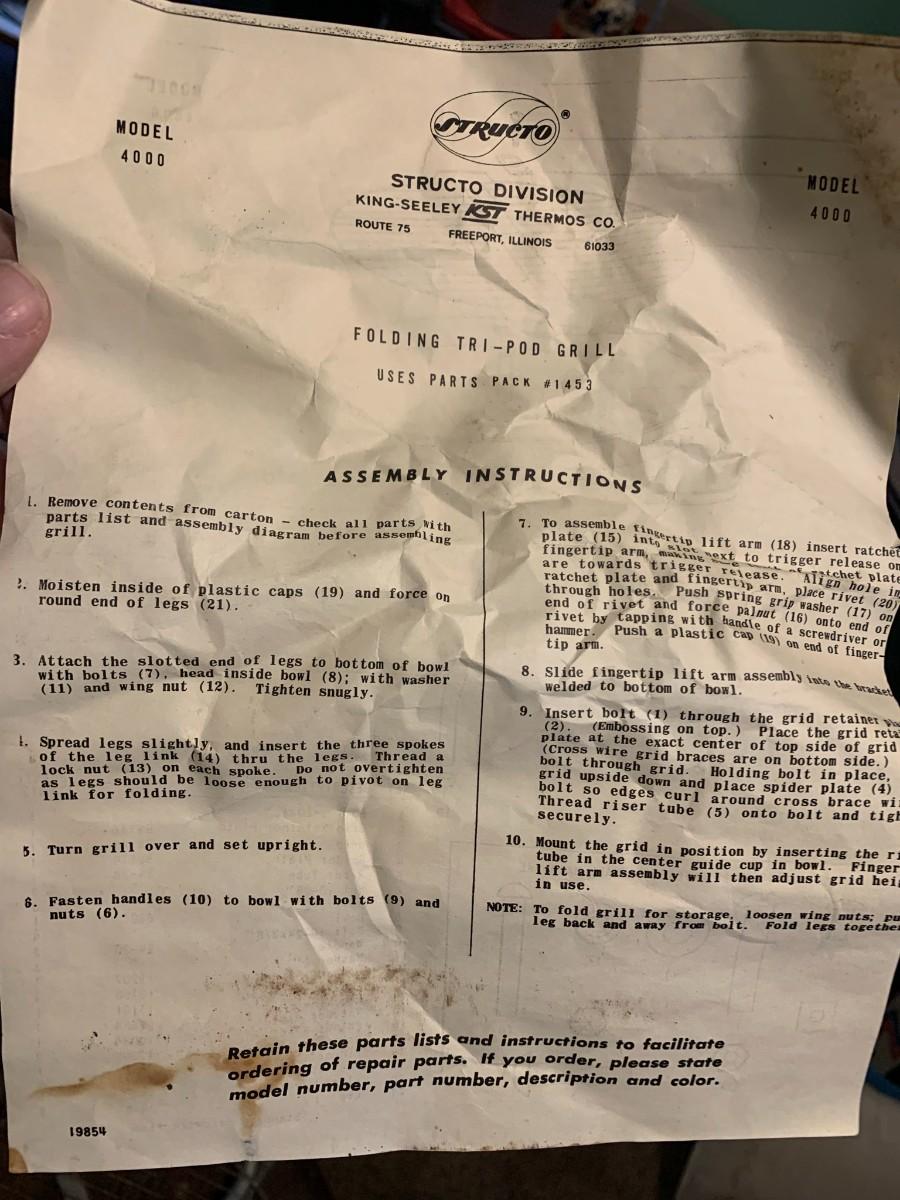 MODEL
4000
STRUCTO®
STRUCTO DIVISION
KING-SEELEY KST THERMOS CO.
ROUTE 75 FREEPORT, ILLINOIS 61033
MODEL
4000
FOLDING TRI-POD GRILL
USES PARTS PACK #1453
ASSEMBLY INSTRUCTIONS
1. Remove contents from carton - check all parts with
parts list and assembly diagram before assembling
grill.
2. Moisten inside of plastic caps (19) and force on
round end of legs (21).
3. Attach the slotted end of legs to bottom of bowl
with bolts (7), head inside bowl (8); with washer
(11) and wing nut (12). Tighten snugly.
4. Spread legs slightly, and insert the three spokes
of the leg link (14) thru the legs. Thread a
lock nut (13) on each spoke. Do not overtighten
as legs should be loose enough to pivot on leg
link for folding.
5. Turn grill over and set upright.
6. Fasten handles (10) to bowl with bolts (9) and
nuts (6).
7. To assemble fingertip lift arm (18) insert ratchet
plate (15) into slot next to trigger release on
fingertip arm, making of ratchet plate
are towards trigger release. Align hole in
ratchet plate and fingertip arm, place rivet (20)
through holes. Push spring grip washer (17) on
end of rivet and force palnut (16) onto end of
rivet by tapping with handle of a screwdriver or
hammer. Push a plastic cap (19) on end of finger-
tip arm.
8. Slide fingertip lift arm assembly into the bracket
welded to bottom of bowl.
9. Insert bolt (1) through the grid retainer
(2). (Embossing on top.) Place the grid reta
plate at the exact center of top side of grid
(Cross wire grid braces are on bottom side.)
bolt through grid. Holding bolt in place,
grid upside down and place spider plate (4)
bolt so edges curl around cross brace wi
Thread riser tube (5) onto bolt and tigh
securely.
10. Mount the grid in position by inserting the ri
tube in the center guide cup in bowl. Finger
lift arm assembly will then adjust grid heig
in use.
NOTE: To fold grill for storage, loosen wing nuts; pu
leg back and away from bolt. Fold legs together
Retain these parts lists and instructions to facilitate
ordering of repair parts. If you order, please state
model number, part number, description and color.
19854